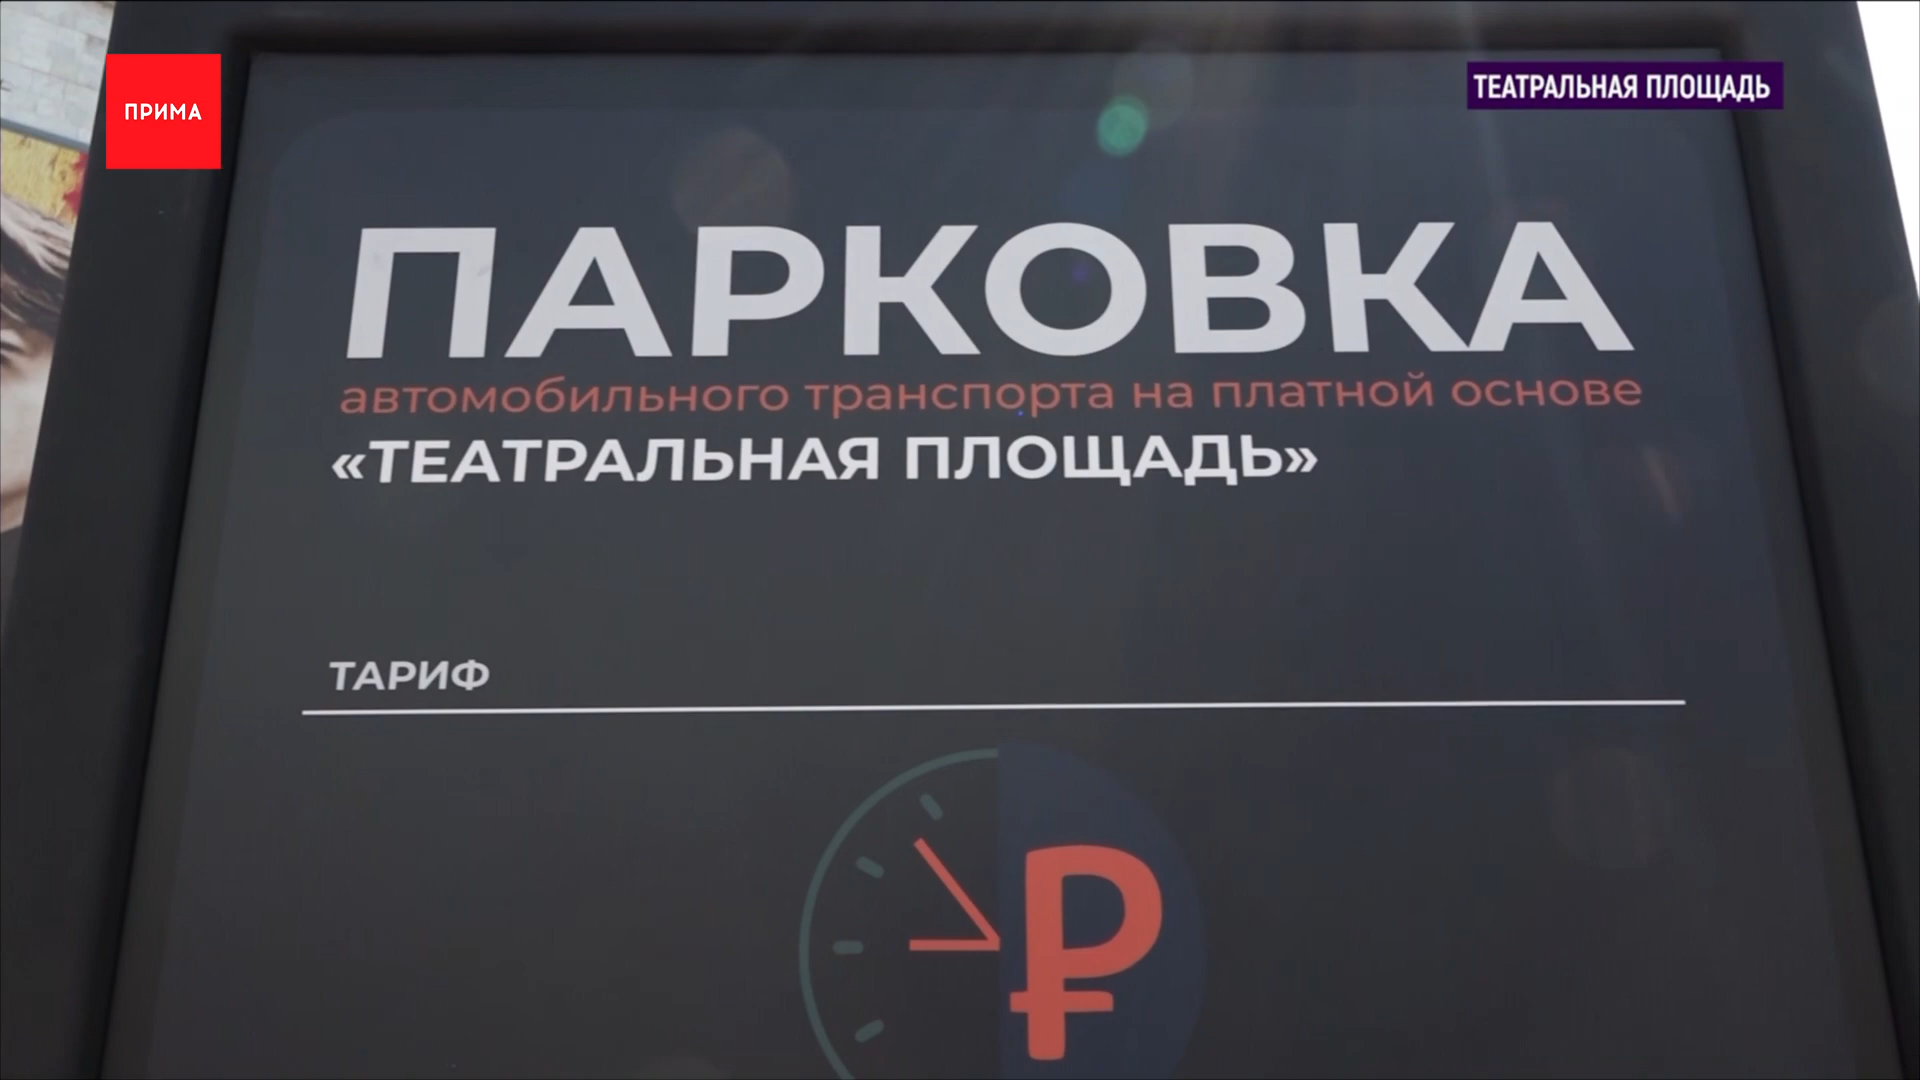 ПРИМА
ТЕАТРАЛЬНАЯ ПЛОЩАДЬ
ПАРКОВКА
автомобильного транспорта на платной основе
«ТЕАТРАЛЬНАЯ ПЛОЩАДЬ»
ТАРИФ
₽